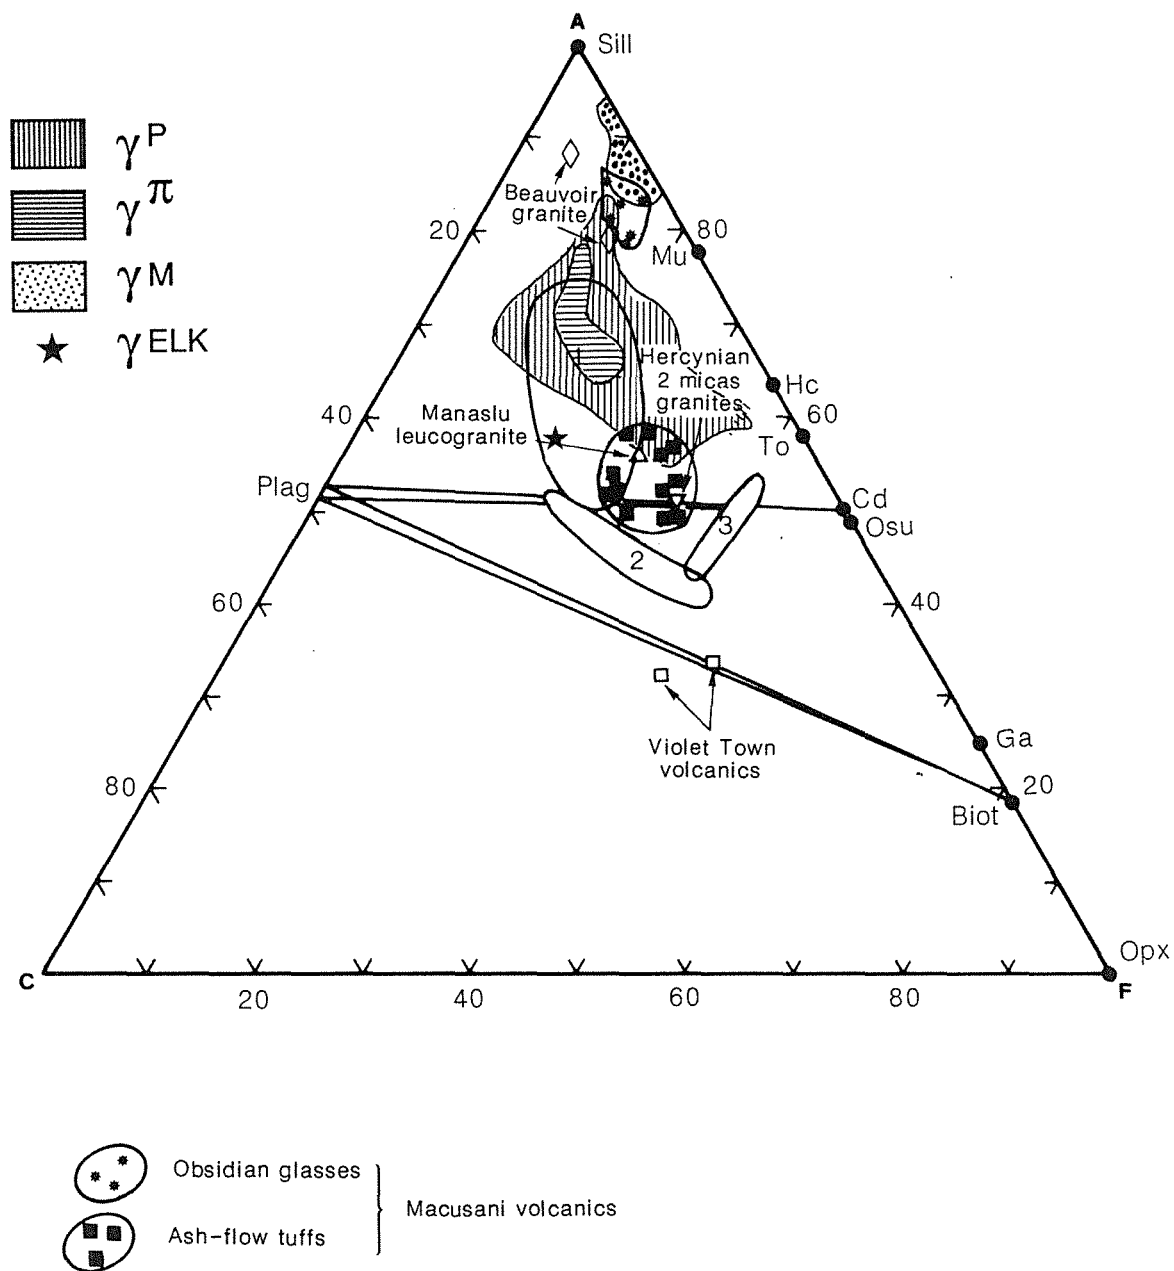 A
Sill
γP
γπ
γM
γELK
Beauvoir
granite
20
80
Mu
1
Hercynian
2 micas
granites
Hc
Manaslu
leucogranite
40
60
To
Plag
Cd
Osu
3
2
60
40
Violet Town
volcanics
Ga
80
20
Biot
Opx
C
F
20
40
60
80
Obsidian glasses
Ash-flow tuffs
Macusani volcanics